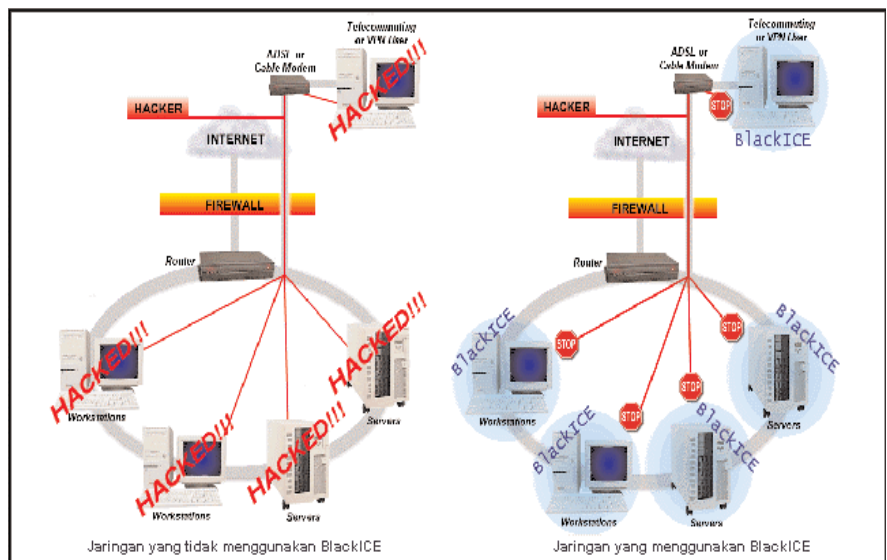 Telecommuting
or VPN User
ADSL or
Cable Modem
HACKED!!!
HACKER
INTERNET
FIREWALL
Router
HACKED!!!
HACKED!!!
Workstations
Servers
HACKED!!!
HACKED!!!
Workstations
Servers
Jaringan yang tidak menggunakan BlackICE
Telecommuting
or VPN User
ADSL or
Cable Modem
STOP
BlackICE
HACKER
INTERNET
FIREWALL
Router
STOP
BlackICE
STOP
BlackICE
Workstations
Servers
STOP
STOP
BlackICE
BlackICE
Workstations
Servers
Jaringan yang menggunakan BlackICE